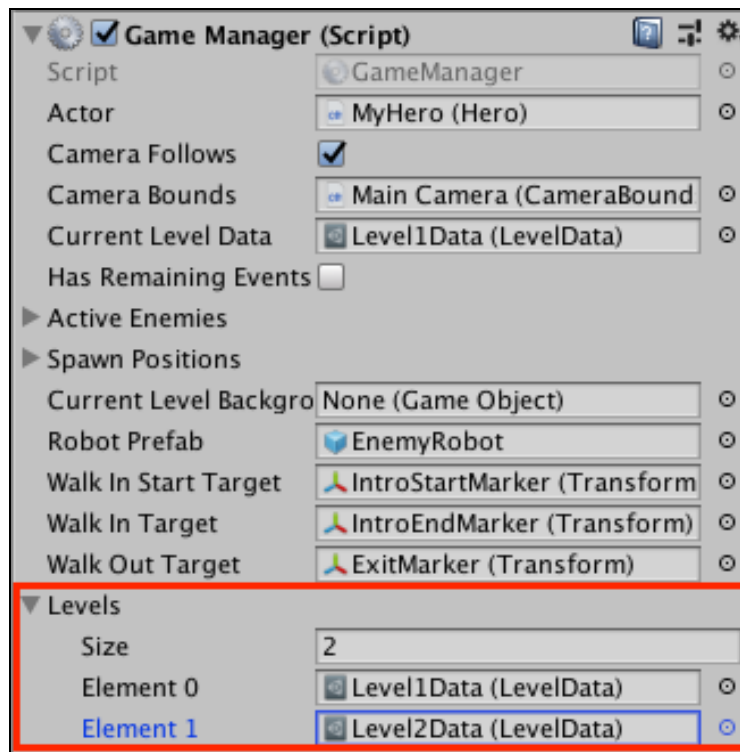 Game Manager (Script)
Script GameManager
Actor MyHero (Hero)
Camera Follows
Camera Bounds Main Camera (CameraBound
Current Level Data Level1Data (LevelData)
Has Remaining Events
Active Enemies
Spawn Positions
Current Level Backgro None (Game Object)
Robot Prefab EnemyRobot
Walk In Start Target IntroStartMarker (Transform
Walk In Target IntroEndMarker (Transform)
Walk Out Target ExitMarker (Transform)
Levels
Size 2
Element 0 Level1Data (LevelData)
Element 1 Level2Data (LevelData)